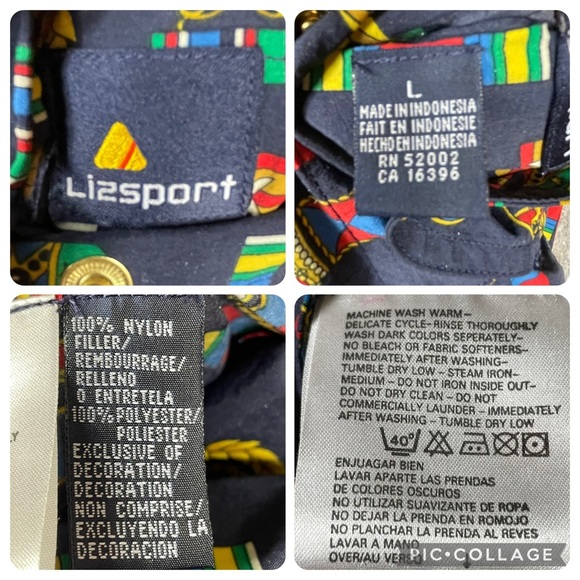 Lizsport
L
MADE IN INDONESIA
FAIT EN INDONESIE
HECHO EN INDONESIA
RN 52002
CA 16396
100% NYLON
FILLER/
REMBOURRAGE/
RELLENO
O ENTRETELA
100% POLYESTER/
POLIESTER
EXCLUSIVE OF
DECORATION/
DECORATION
NON COMPRISE/
EXCLUYENDO LA
DECORACION
MACHINE WASH WARM–
DELICATE CYCLE–RINSE THOROUGHLY
WASH DARK COLORS SEPERATELY–
NO BLEACH OR FABRIC SOFTENERS–
IMMEDIATELY AFTER WASHING–
TUMBLE DRY LOW – STEAM IRON–
MEDIUM – DO NOT IRON INSIDE OUT–
DO NOT DRY CLEAN – DO NOT
COMMERCIALLY LAUNDER – IMMEDIATELY
AFTER WASHING – TUMBLE DRY LOW
40°
ENJUAGAR BIEN
LAVAR APARTE LAS PRENDAS
DE COLORES OSCUROS
NO UTILIZAR SUAVIZANTE DE ROPA
NO DEJAR LA PRENDA EN ROMOJO
NO PLANCHAR LA PRENDA AL REVES
LAVAR A MANO
OVER/AU VERSO
PIC•COLLAGE